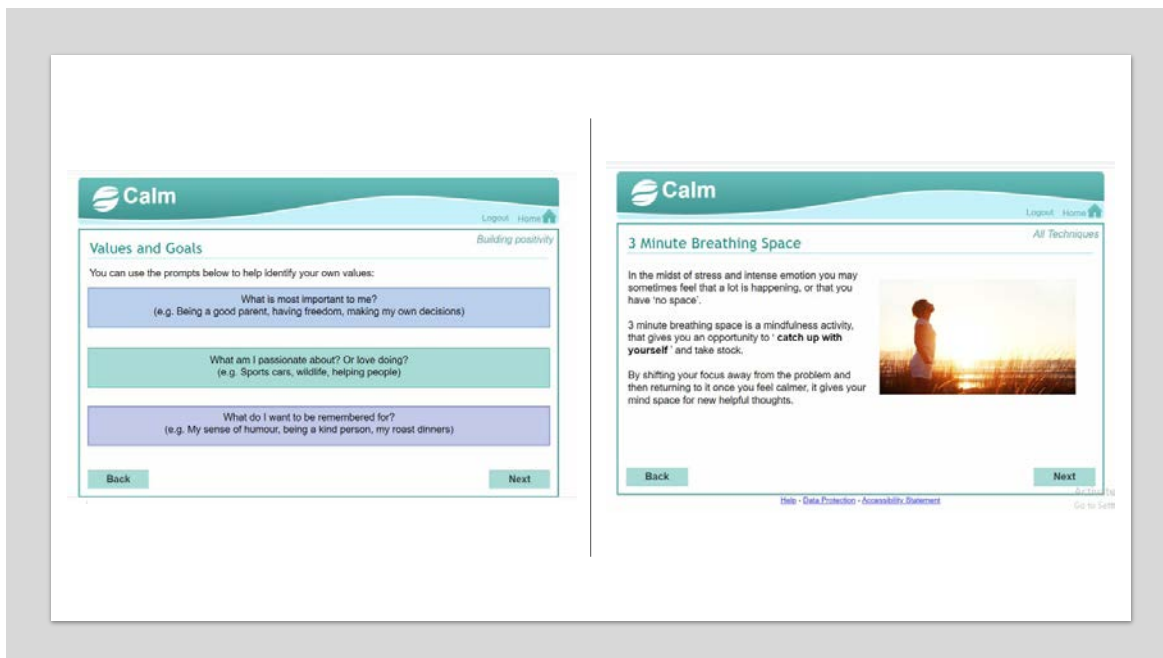 Calm
Logout Home
Values and Goals
Building positivity
You can use the prompts below to help identify your own values:
What is most important to me?
(e.g. Being a good parent, having freedom, making my own decisions)
What am I passionate about? Or love doing?
(e.g. Sports cars, wildlife, helping people)
What do I want to be remembered for?
(e.g. My sense of humour, being a kind person, my roast dinners)
Back
Next
Calm
Logout Home
3 Minute Breathing Space
All Techniques
In the midst of stress and intense emotion you may
sometimes feel that a lot is happening, or that you
have 'no space'.
3 minute breathing space is a mindfulness activity,
that gives you an opportunity to ' catch up with
yourself ' and take stock.
By shifting your focus away from the problem and
then returning to it once you feel calmer, it gives your
mind space for new helpful thoughts.
Back
Next
Help - Data Protection - Accessibility Statement
Go to